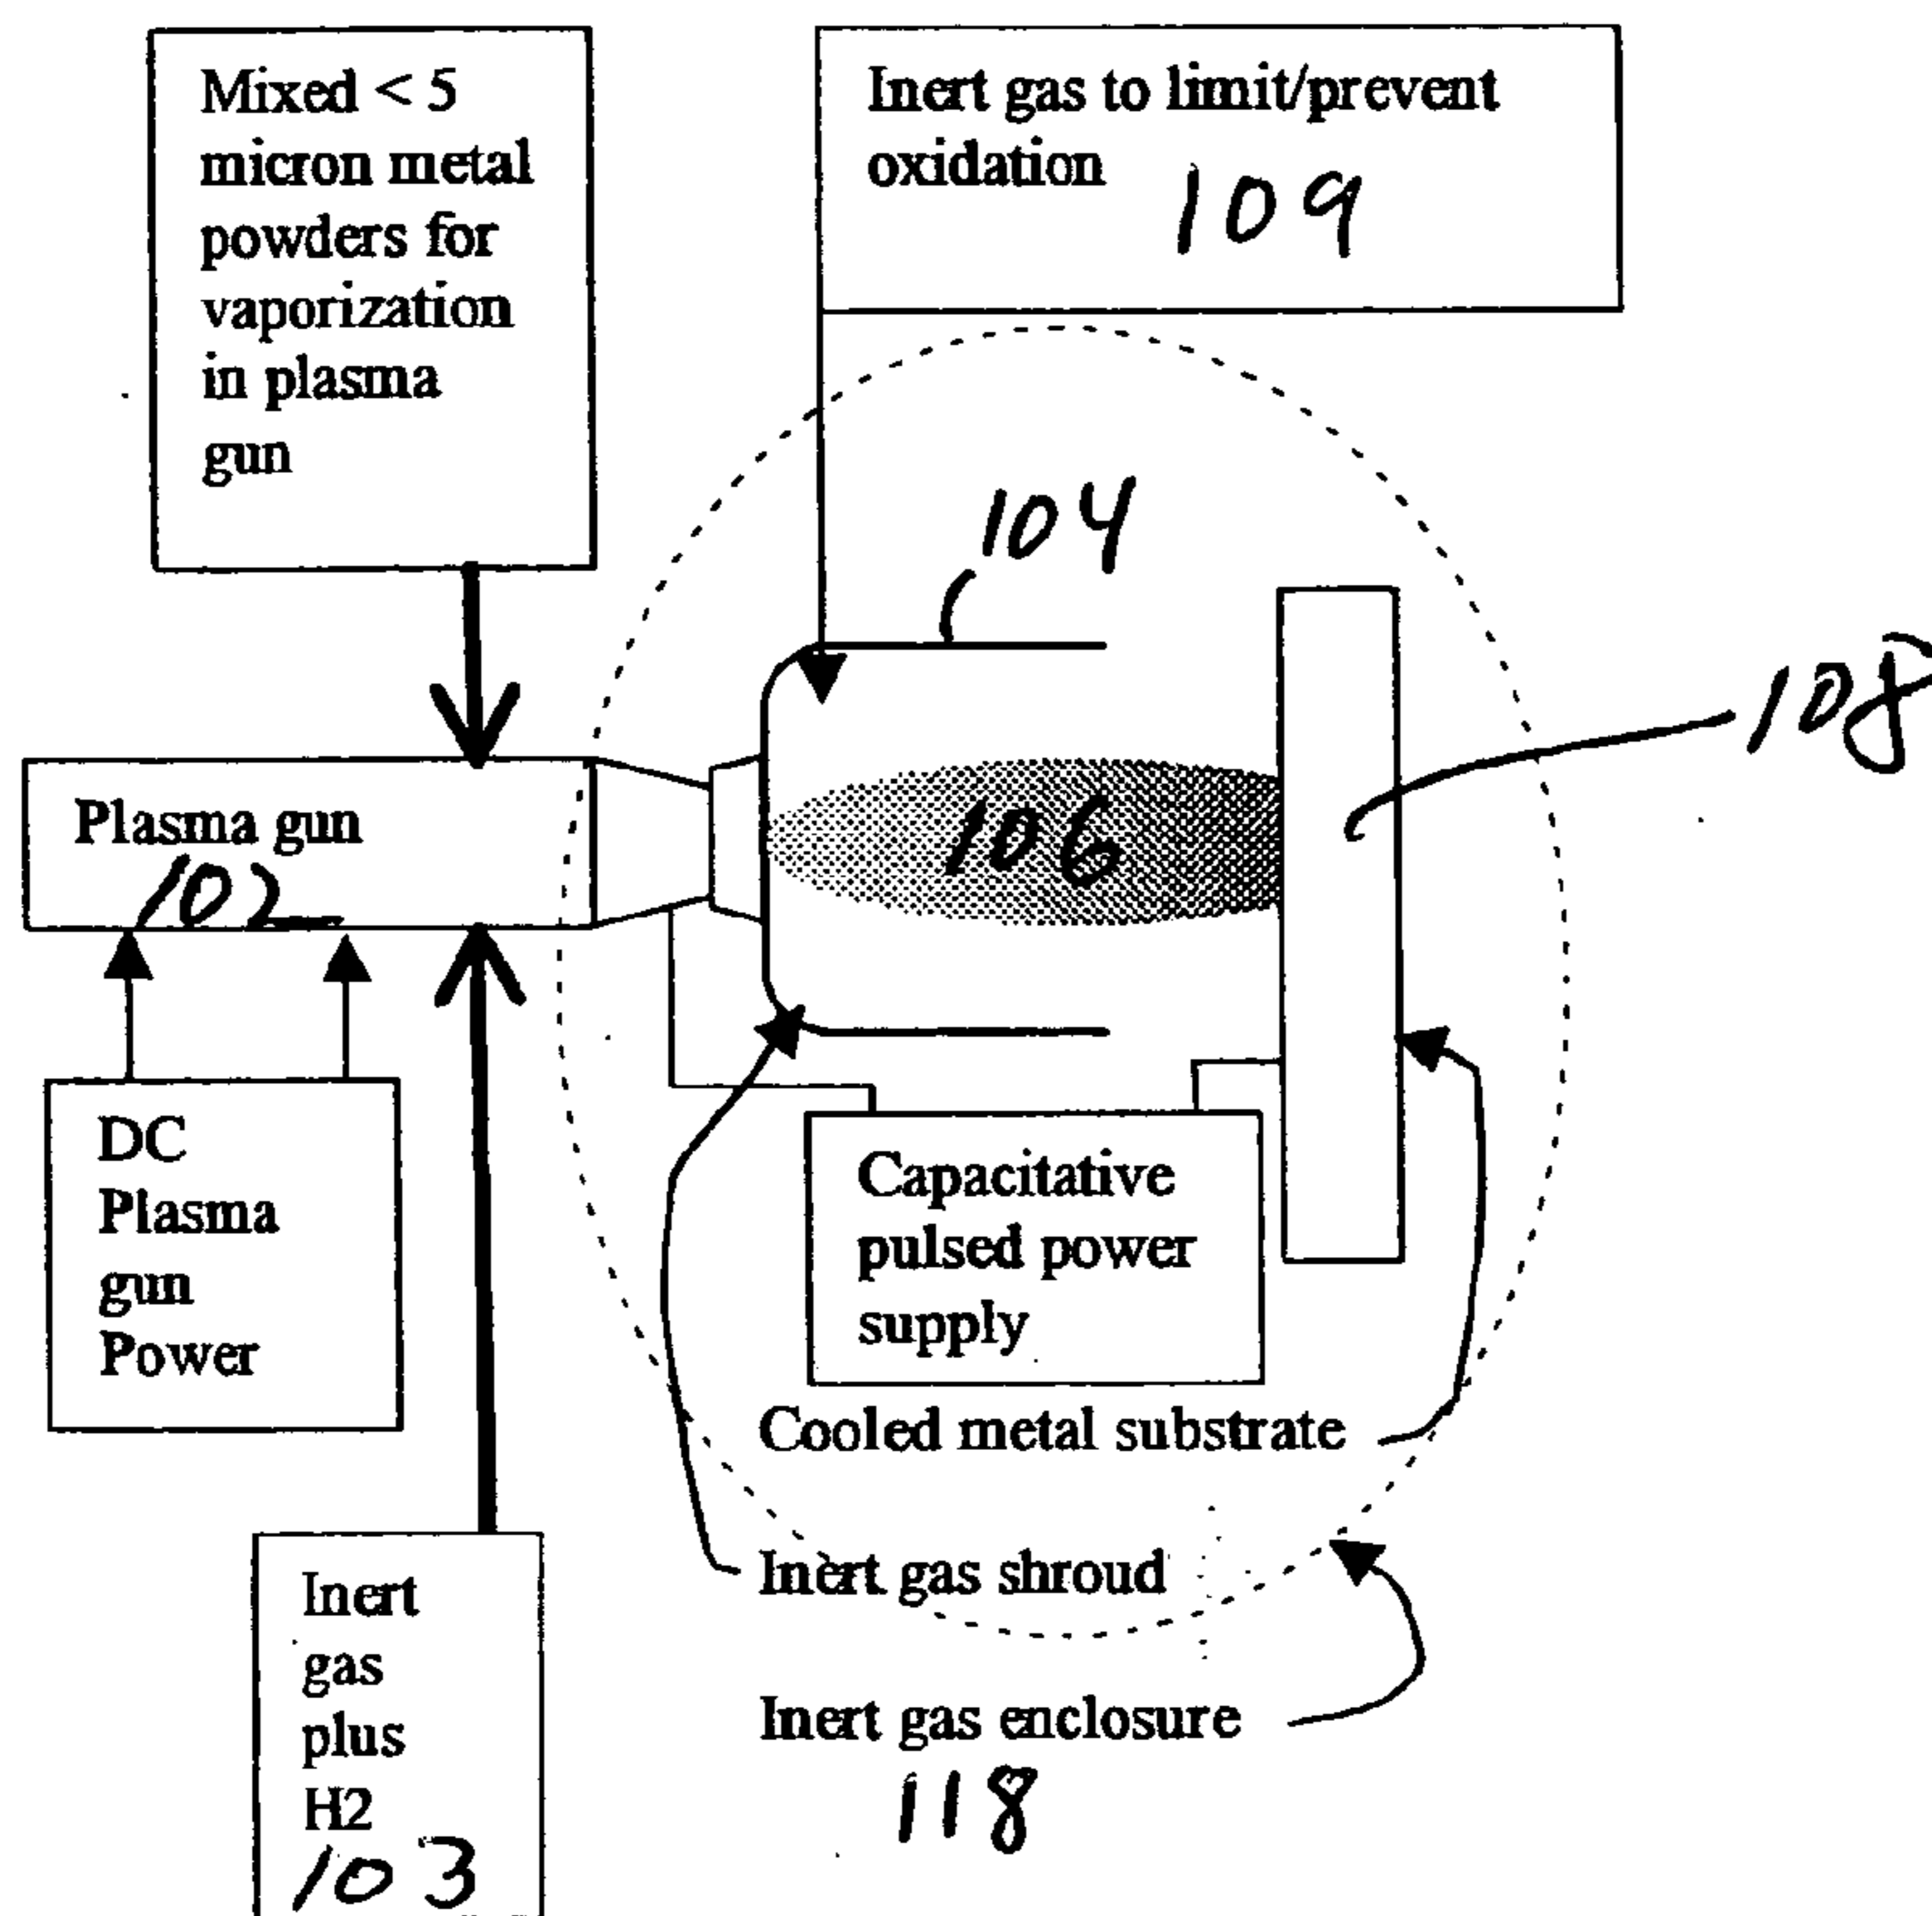 Mixed < 5
micron metal
powders for
vaporization
in plasma
gun
Inert gas to limit/prevent
oxidation
109
104
108
Plasma gun
102
106
DC
Plasma
gun
Power
Capacitative
pulsed power
supply
Cooled metal substrate
Inert gas shroud
Inert gas enclosure
118
Inert
gas
plus
H2
103